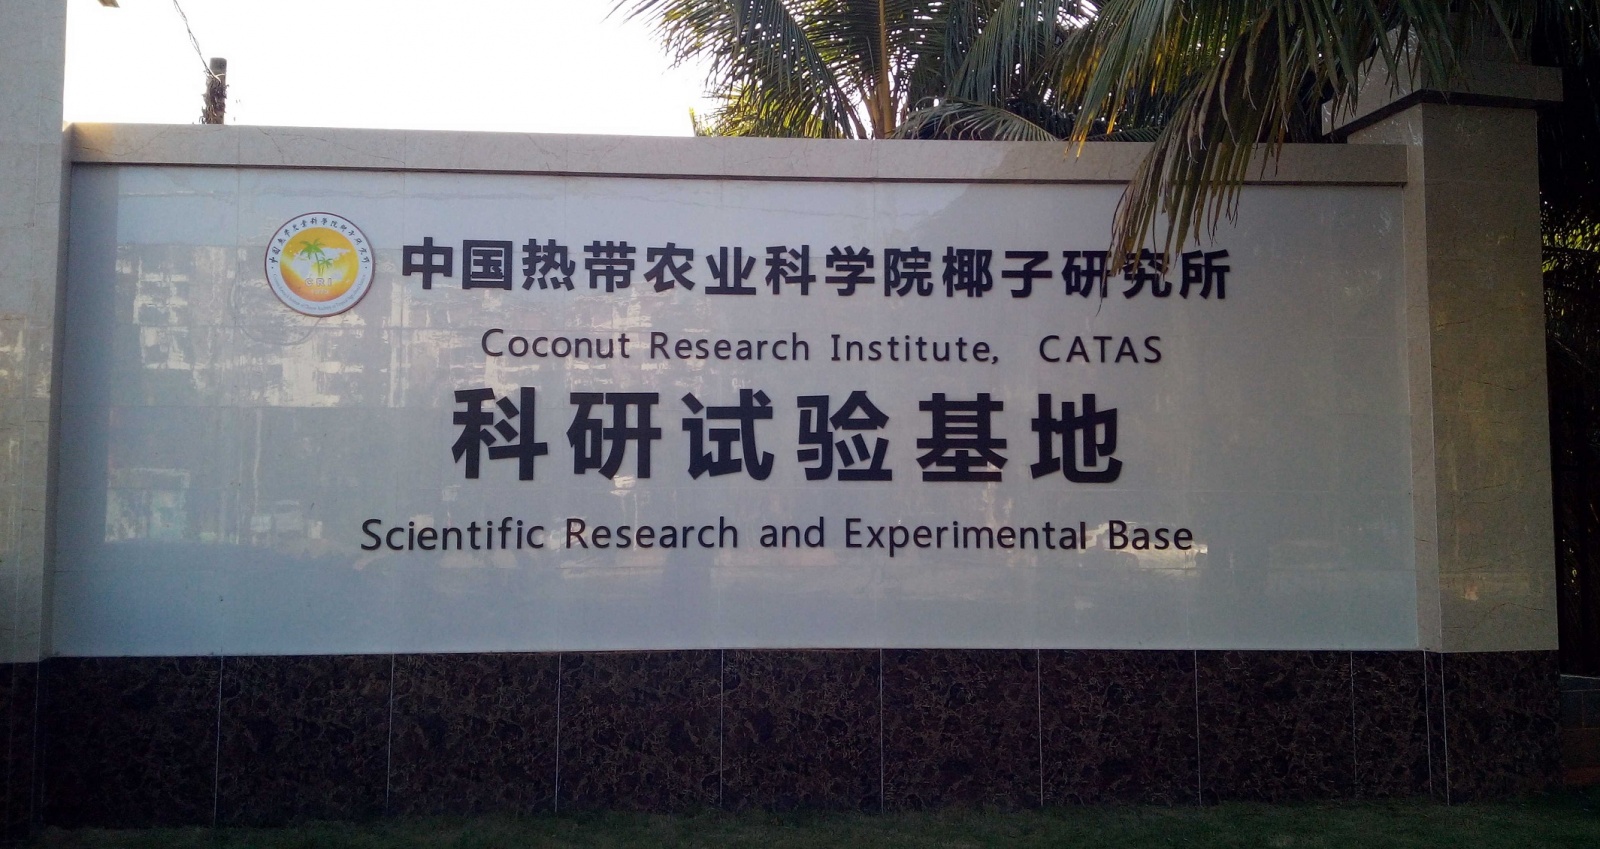 中国热带农业科学院椰子研究所
Coconut Research Institute, CATAS
科研试验基地
Scientific Research and Experimental Base